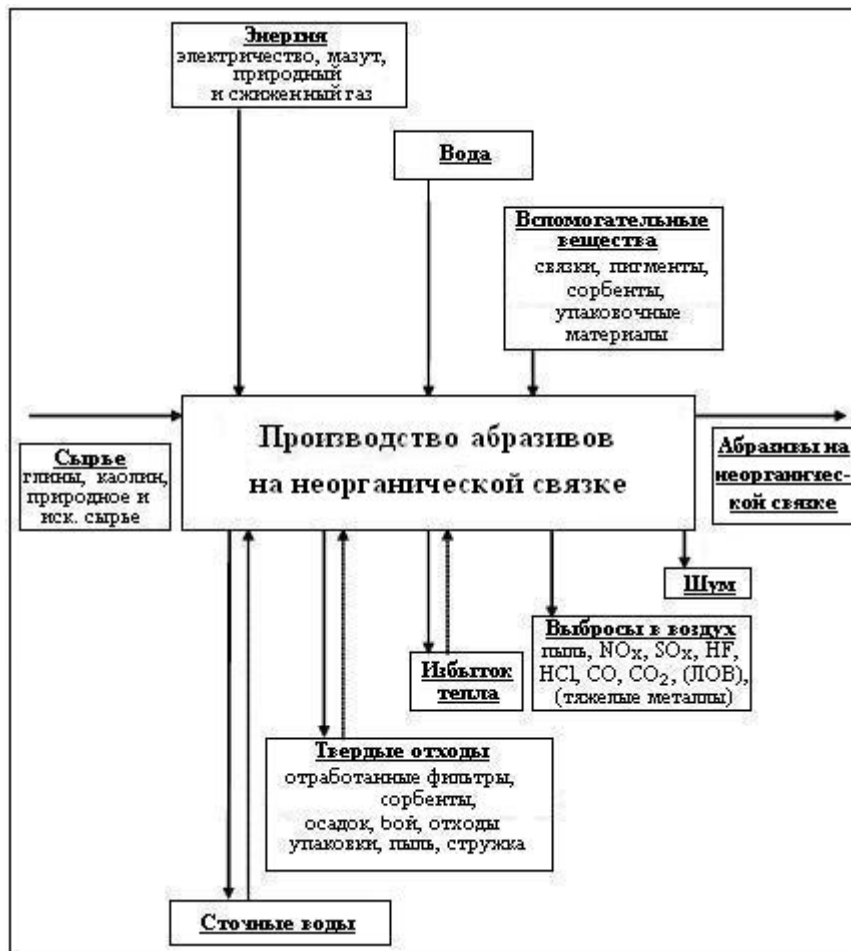 Энергия
электричество, мазут,
природный
и сжиженный газ
Вода
Вспомогательные
вещества
связки, пигменты,
сорбенты,
упаковочные
материалы
Производство абразивов
на неорганической связке
Сырье
глины, каолин,
природное и
иск. сырье
Абразивы на
неорганичес-
кой связке
Шум
Выбросы в воздух
пыль, NOx, SOx, HF,
HCl, CO, CO2, (ЛОВ),
(тяжелые металлы)
Избыток
тепла
Твердые отходы
отработанные фильтры,
сорбенты,
осадок, bой, отходы
упаковки, пыль, стружка
Сточные воды